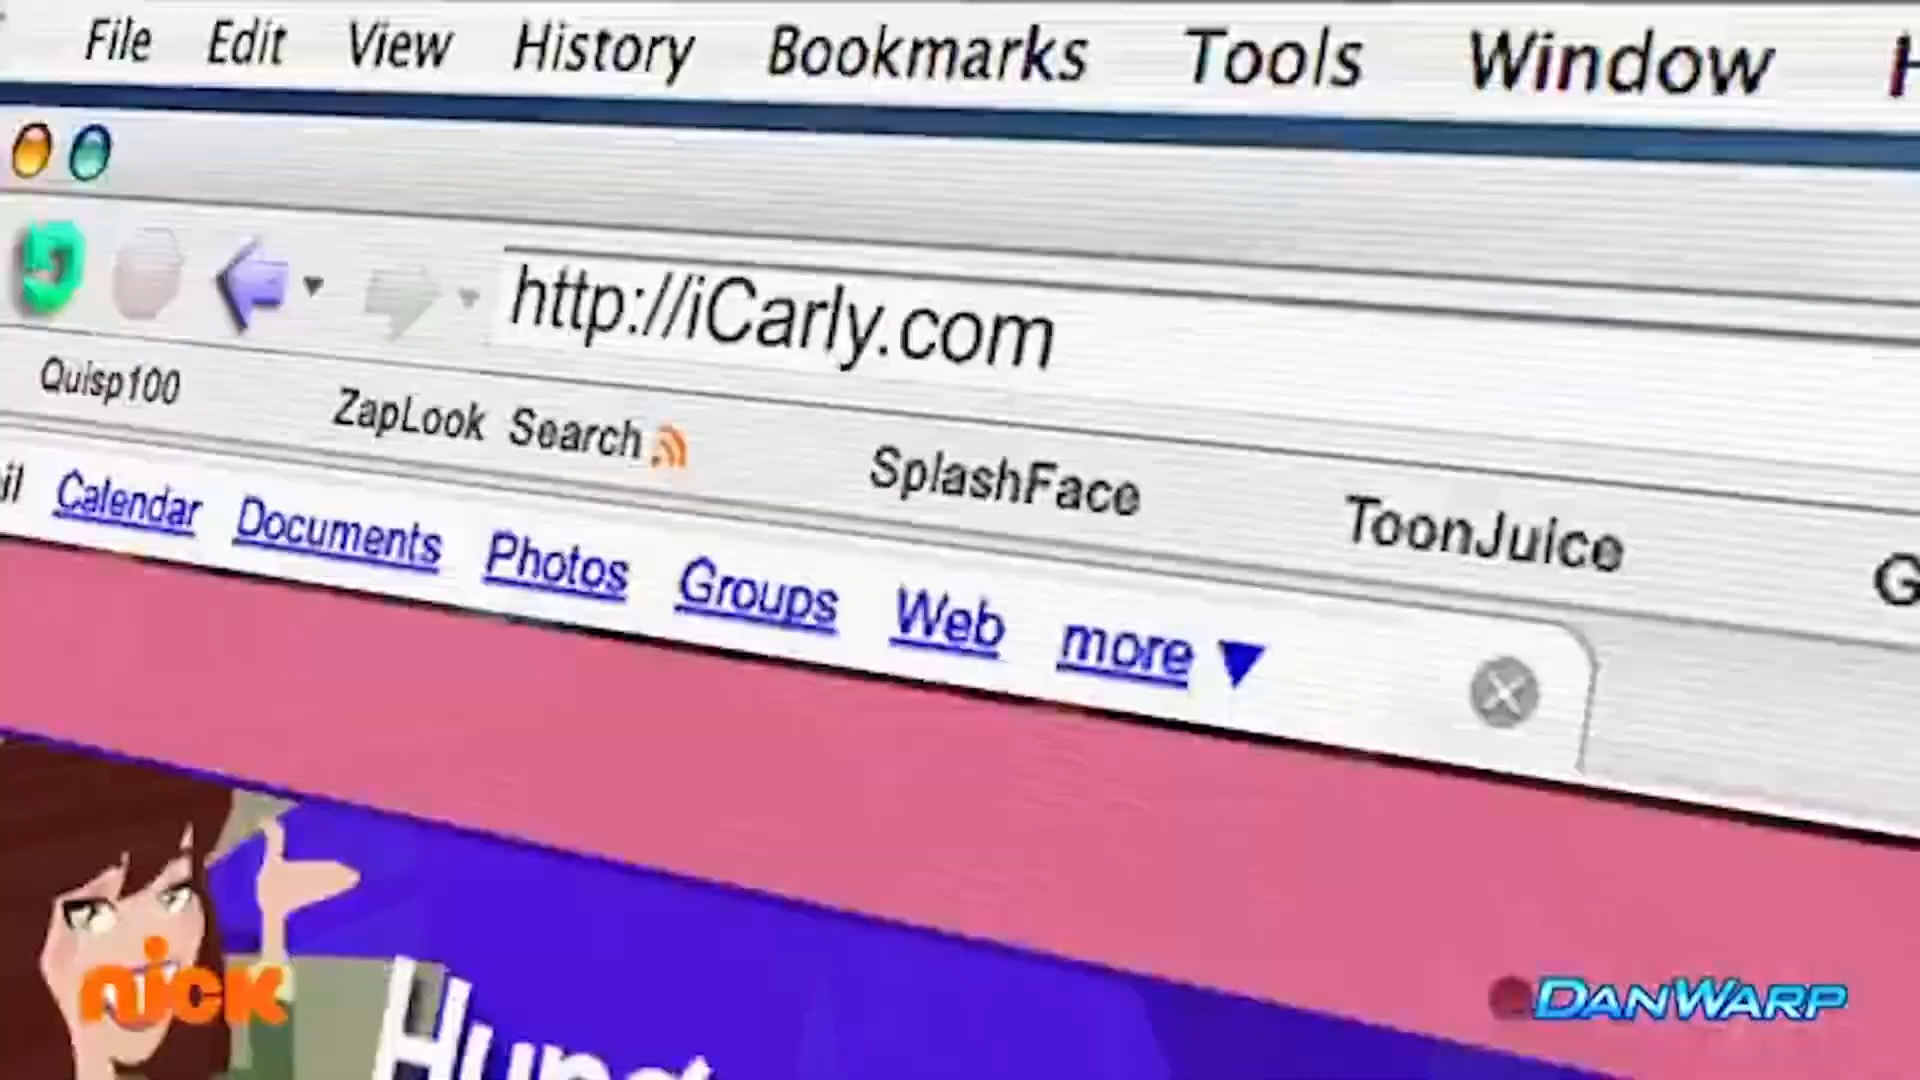 File Edit View History Bookmarks Tools Window
http://iCarly.com
Quisp100 ZapLook Search SplashFace ToonJuice
Calendar Documents Photos Groups Web more
nick
DANWARP